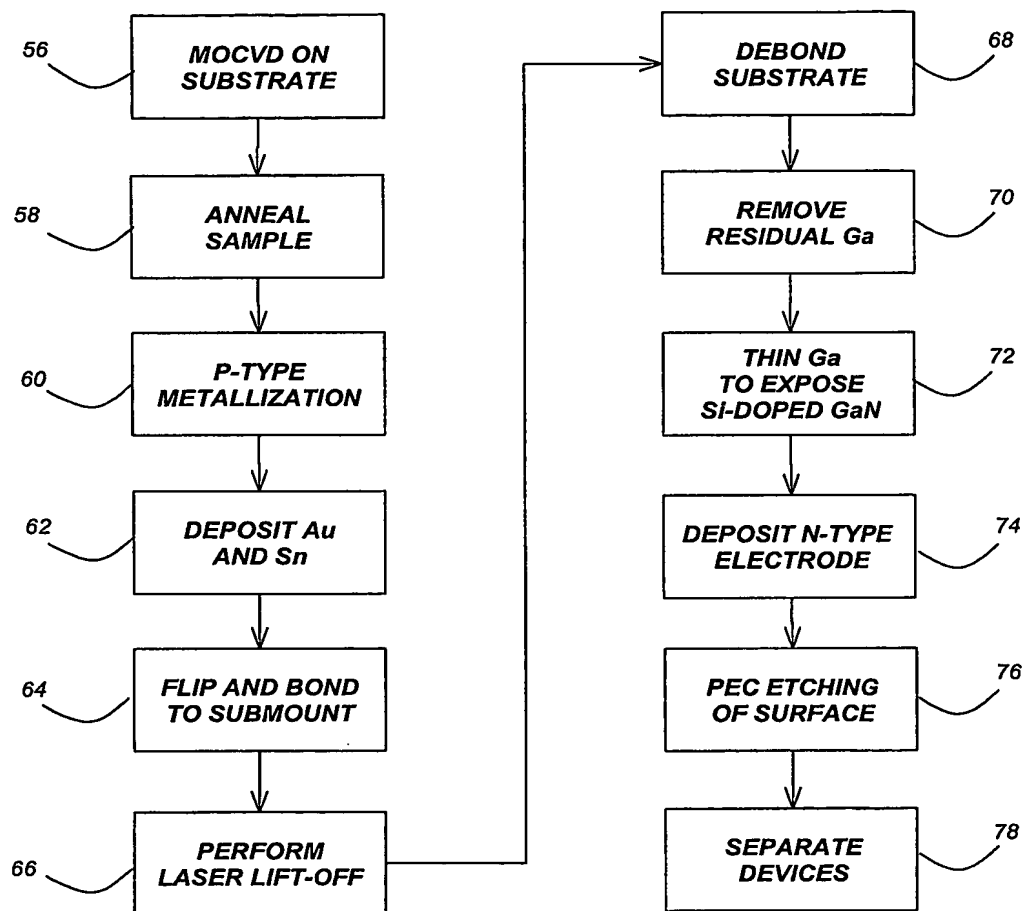 56
MOCVD ON
SUBSTRATE
58
ANNEAL
SAMPLE
60
P-TYPE
METALLIZATION
62
DEPOSIT Au
AND Sn
64
FLIP AND BOND
TO SUBMOUNT
66
PERFORM
LASER LIFT-OFF
68
DEBOND
SUBSTRATE
70
REMOVE
RESIDUAL Ga
72
THIN Ga
TO EXPOSE
Si-DOPED GaN
74
DEPOSIT N-TYPE
ELECTRODE
76
PEC ETCHING
OF SURFACE
78
SEPARATE
DEVICES